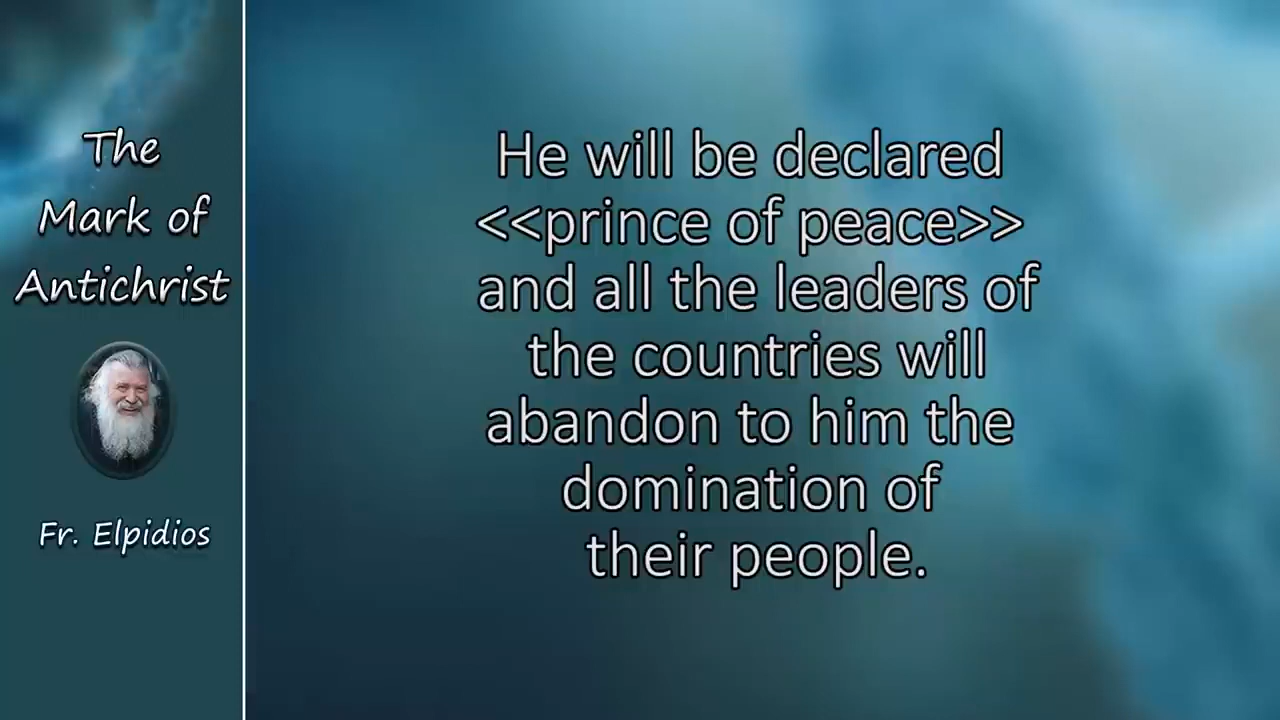 The
Mark of
Antichrist
Fr. Elpidios
He will be declared
<<prince of peace>>
and all the leaders of
the countries will
abandon to him the
domination of
their people.